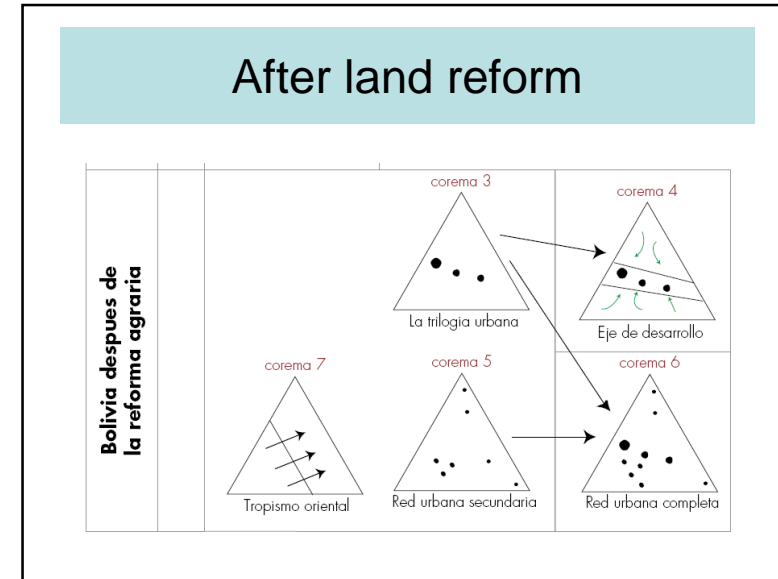 After land reform
Bolivia despues de
la reforma agraria
corema 3
La trilogia urbana
corema 4
Eje de desarrollo
corema 7
Tropismo oriental
corema 5
Red urbana secundaria
corema 6
Red urbana completa